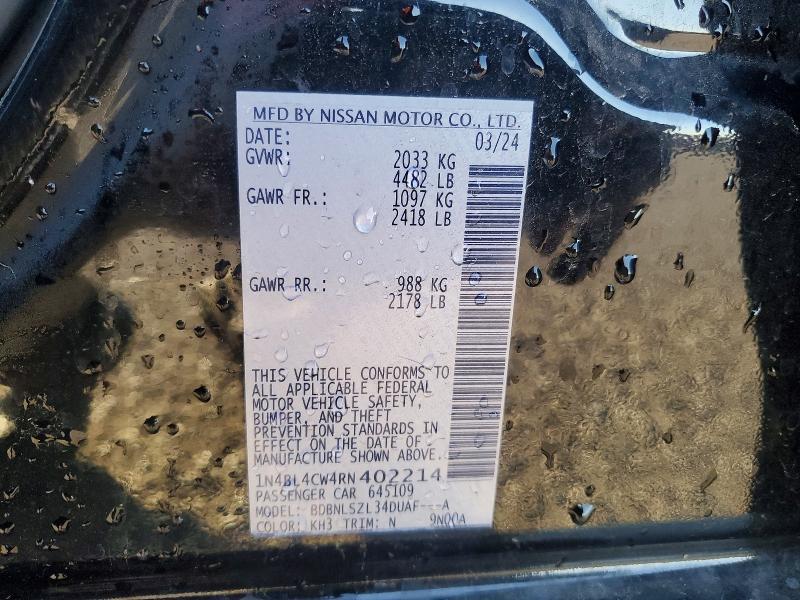 MFD BY NISSAN MOTOR CO., LTD.
DATE: 03/24
GVWR: 2033 KG
4482 LB
GAWR FR.: 1097 KG
2418 LB
GAWR RR.: 988 KG
2178 LB
THIS VEHICLE CONFORMS TO
ALL APPLICABLE FEDERAL
MOTOR VEHICLE SAFETY,
BUMPER, AND THEFT
PREVENTION STANDARDS IN
EFFECT ON THE DATE OF
MANUFACTURE SHOWN ABOVE.
1N4BL4CW4RN402214
PASSENGER CAR 645109
MODEL: BDBNLSZL34DUAF---A
COLOR: KH3 TRIM: N